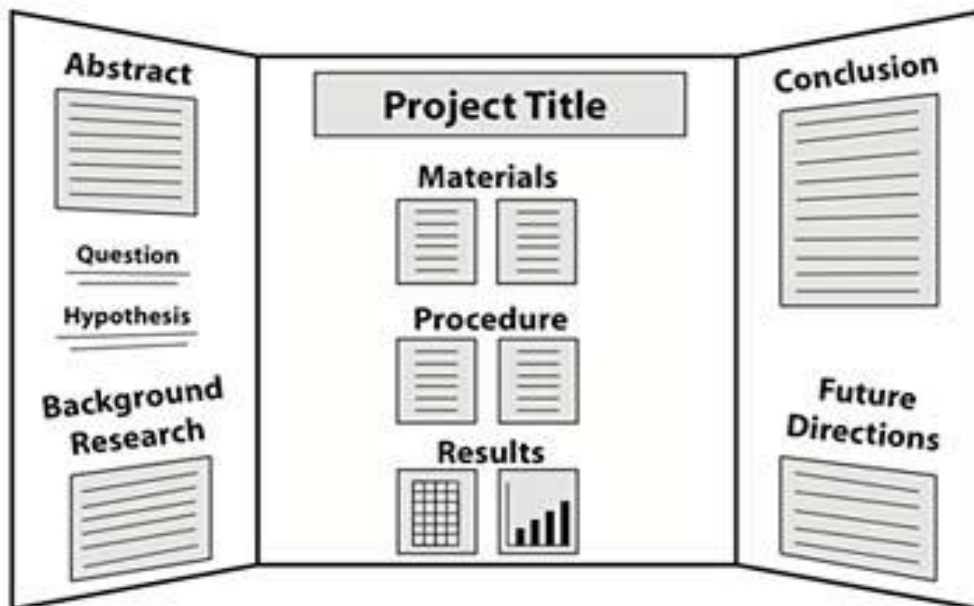 Abstract
Question
Hypothesis
Background
Research
Project Title
Materials
Procedure
Results
Conclusion
Future
Directions